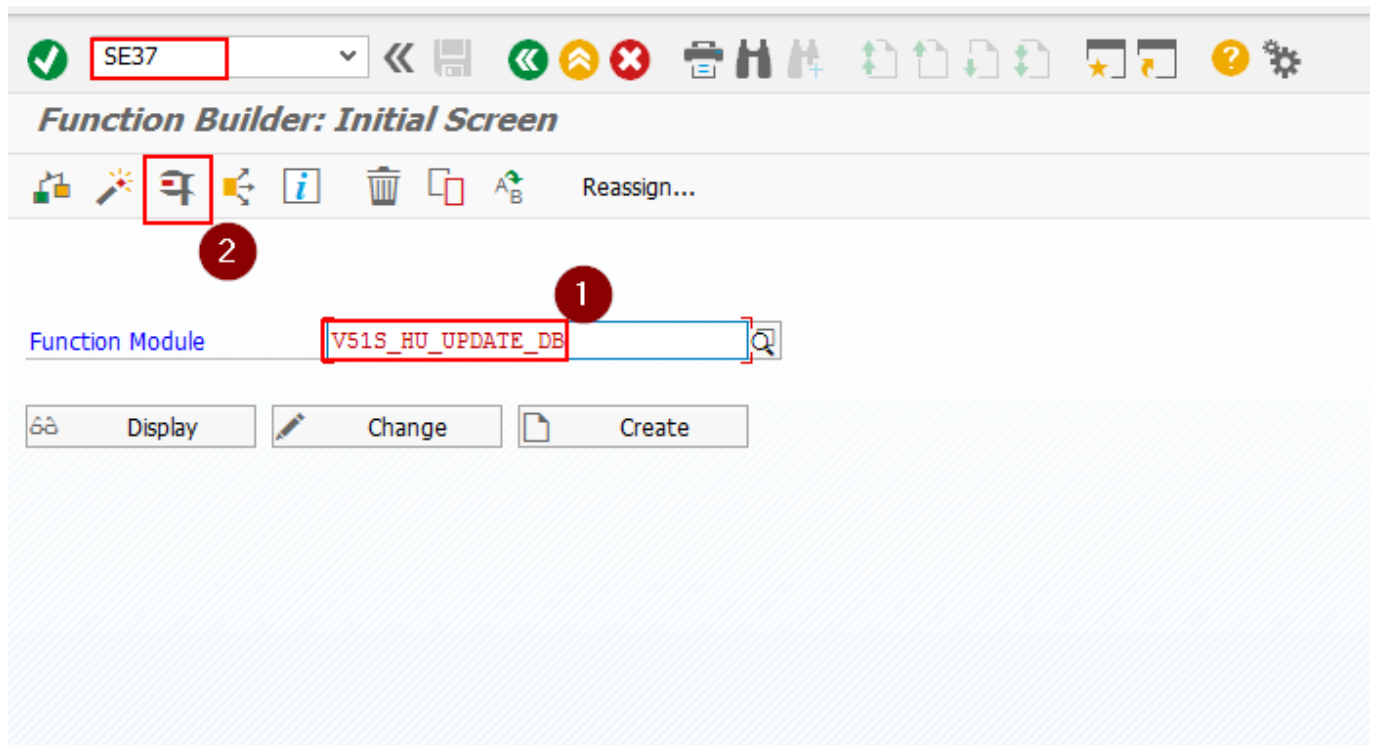 SE37
Function Builder: Initial Screen
Reassign...
2
1
Function Module V51S_HU_UPDATE_DB
Display Change Create